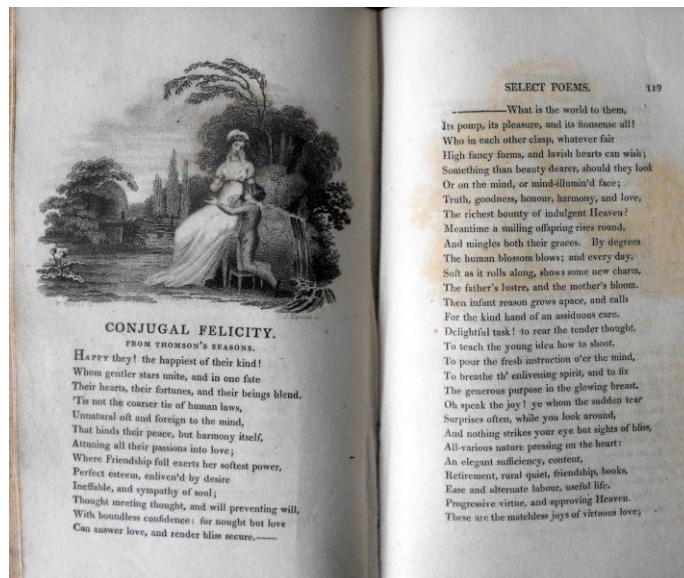 CONJUGAL FELICITY.
FROM THOMSON'S SEASONS.
HAPPY they! the happiest of their kind!
Whom gentler stars unite, and in one fate
Their hearts, their fortunes, and their beings blend.
'Tis not the coarser tie of human laws,
Unnatural oft and foreign to the mind,
That binds their peace, but harmony itself,
Attuning all their passions into love;
Where Friendship full exerts her softest power,
Perfect esteem, enliven'd by desire
Ineffable, and sympathy of soul;
Thought meeting thought, and will preventing will,
With boundless confidence: for nought but love
Can answer love, and render bliss secure.——
SELECT POEMS. 119
————What is the world to them,
Its pomp, its pleasure, and its nonsense all!
Who in each other clasp, whatever fair
High fancy forms, and lavish hearts can wish;
Something than beauty dearer, should they look
Or on the mind, or mind-illumin'd face;
Truth, goodness, honour, harmony, and love,
The richest bounty of indulgent Heaven?
Meantime a smiling offspring rises round,
And mingles both their graces. By degrees
The human blossom blows; and every day,
Soft as it rolls along, shows some new charm,
The father's lustre, and the mother's bloom.
Then infant reason grows apace, and calls
For the kind hand of an assiduous care.
Delightful task! to rear the tender thought,
To teach the young idea how to shoot,
To pour the fresh instruction o'er the mind,
To breathe th' enlivening spirit, and to fix
The generous purpose in the glowing breast.
Oh speak the joy! ye whom the sudden tear
Surprises often, while you look around,
And nothing strikes your eye but sights of bliss,
All-various nature pressing on the heart:
An elegant sufficiency, content,
Retirement, rural quiet, friendship, books,
Ease and alternate labour, useful life,
Progressive virtue, and approving Heaven.
These are the matchless joys of virtuous love;